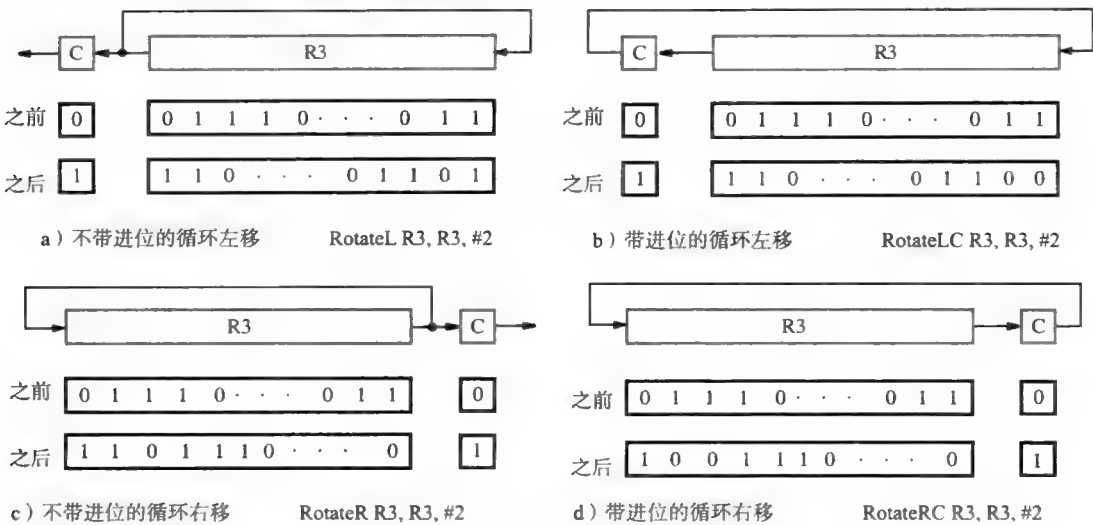 C R3
之前 0 0 1 1 1 0 · · · 0 1 1
之后 1 1 1 0 · · · 0 1 1 0 1
a）不带进位的循环左移 RotateL R3, R3, #2
C R3
之前 0 0 1 1 1 0 · · · 0 1 1
之后 1 1 1 0 · · · 0 1 1 0 0
b）带进位的循环左移 RotateLC R3, R3, #2
R3 C
之前 0 1 1 1 0 · · · 0 1 1 0
之后 1 1 0 1 1 1 0 · · · 0 1
c）不带进位的循环右移 RotateR R3, R3, #2
R3 C
之前 0 1 1 1 0 · · · 0 1 1 0
之后 1 0 0 1 1 1 0 · · · 0 1
d）带进位的循环右移 RotateRC R3, R3, #2